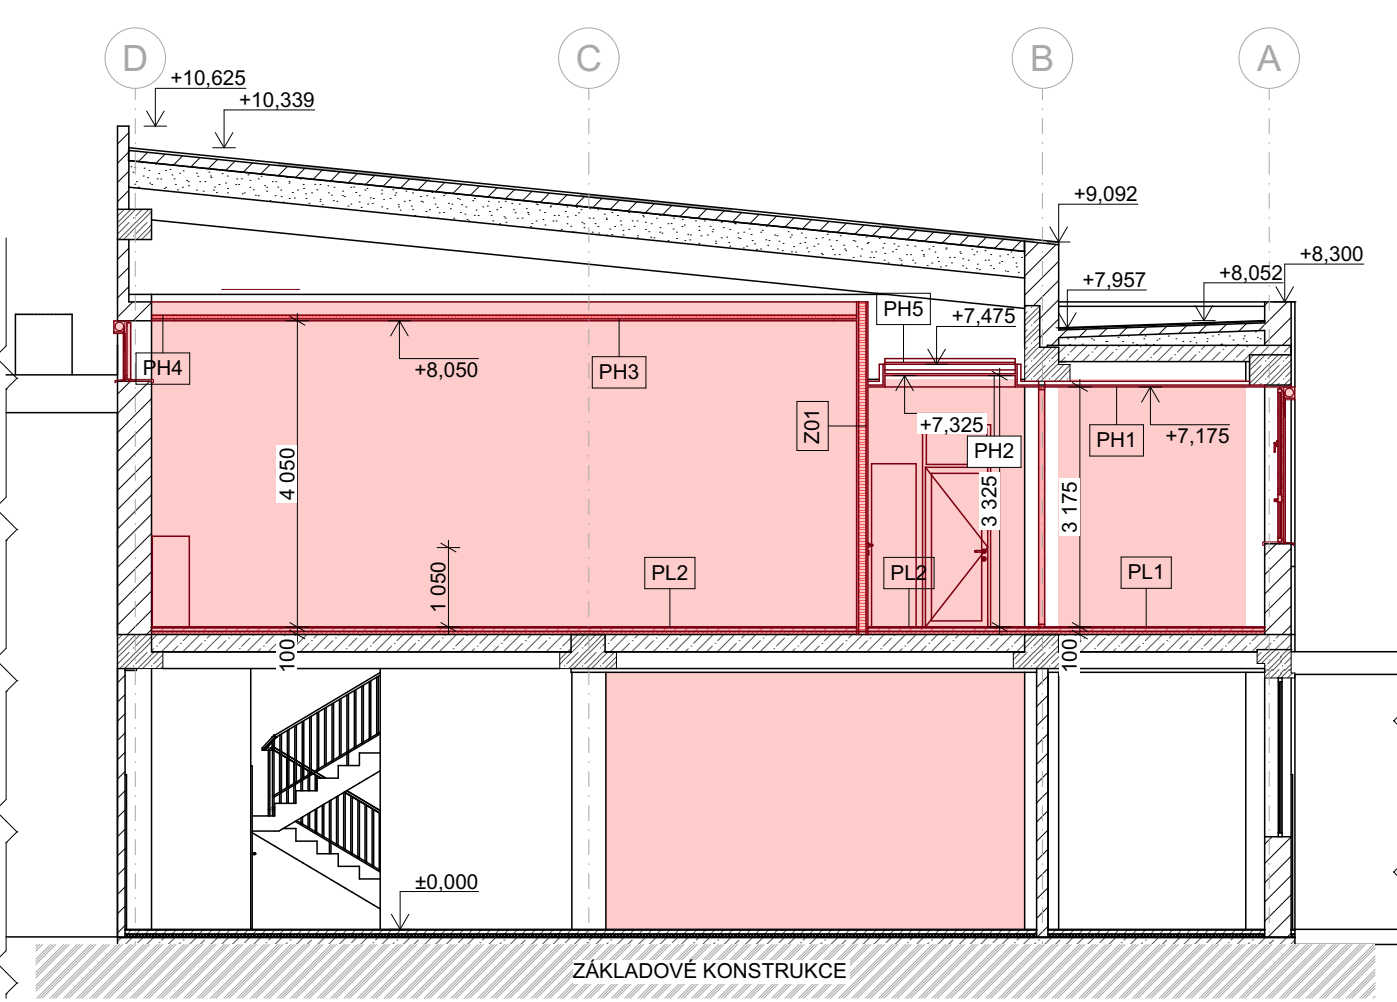 D
C
B
A
+10,625
+10,339
+9,092
+8,300
+8,052
+7,957
PH5
+7,475
PH4
+8,050
PH3
Z01
+7,325
PH2
PH1
+7,175
4 050
3 325
3 175
1 050
PL2
PL2
PL1
100
100
±0,000
ZÁKLADOVÉ KONSTRUKCE